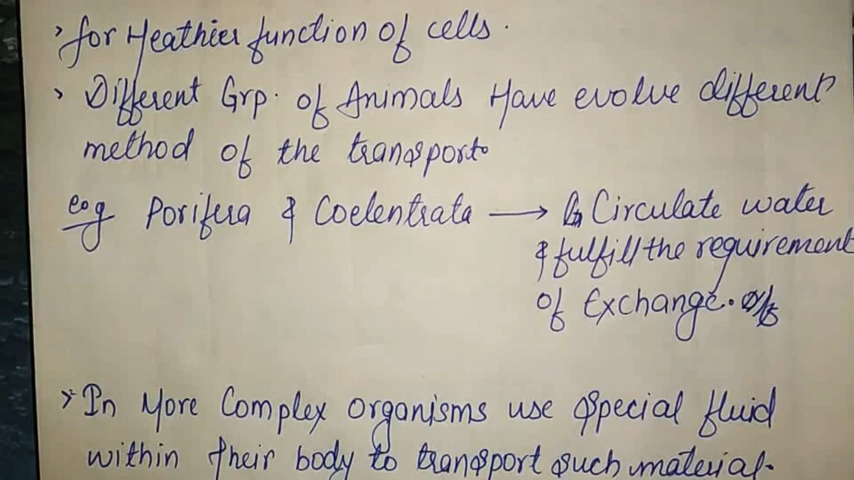 › for Heathier function of cells.
› Different Grp. of Animals Have evolve different
method of the transport.
e.g Porifera & Coelentrata → Circulate water
& fulfill the requirement
of Exchange.
› In More Complex organisms use special fluid
within their body to transport such material.